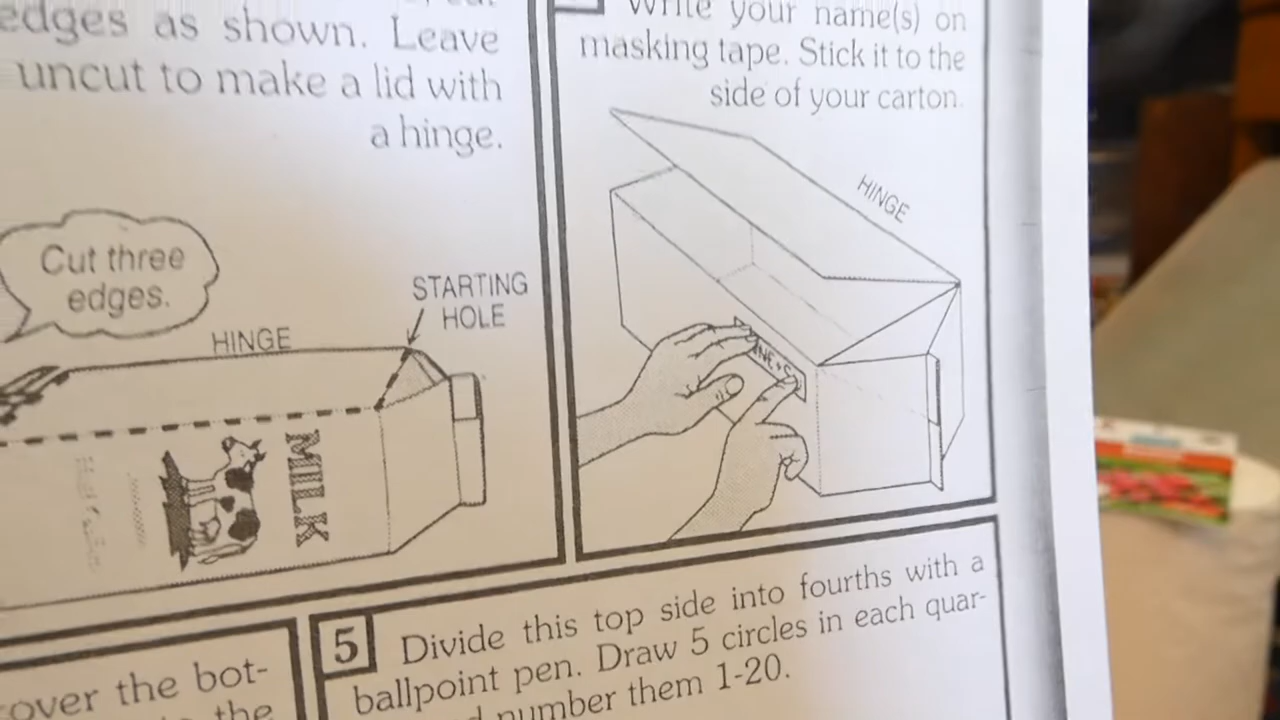 edges as shown. Leave
uncut to make a lid with
a hinge.
Cut three
edges.
HINGE
STARTING
HOLE
MILK
Write your name(s) on
masking tape. Stick it to the
side of your carton.
HINGE
over the bot-
the
5 Divide this top side into fourths with a
ballpoint pen. Draw 5 circles in each quar-
number them 1-20.